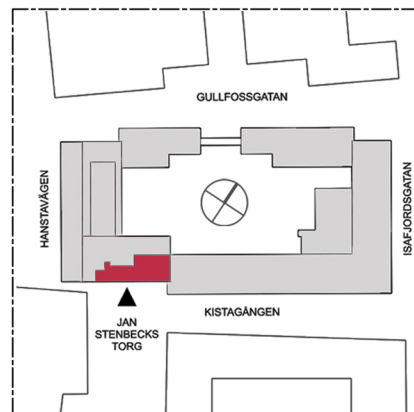 GULLFOSSGATAN
HANSTAVÄGEN
ISAFJORDSGATAN
KISTAGÅNGEN
JAN
STENBECKS
TORG